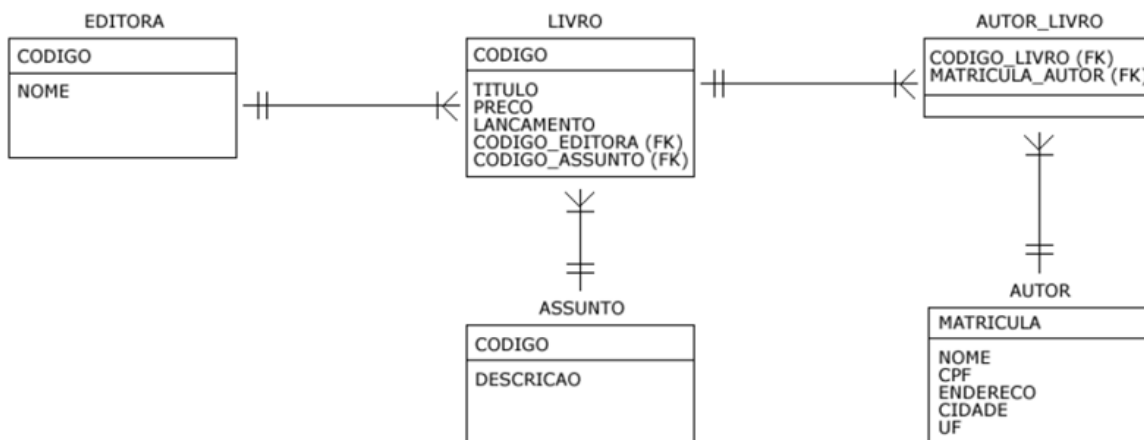 EDITORA
CODIGO
NOME
LIVRO
CODIGO
TITULO
PRECO
LANCAMENTO
CODIGO_EDITORA (FK)
CODIGO_ASSUNTO (FK)
AUTOR_LIVRO
CODIGO_LIVRO (FK)
MATRICULA_AUTOR (FK)
ASSUNTO
CODIGO
DESCRICAO
AUTOR
MATRICULA
NOME
CPF
ENDERECO
CIDADE
UF